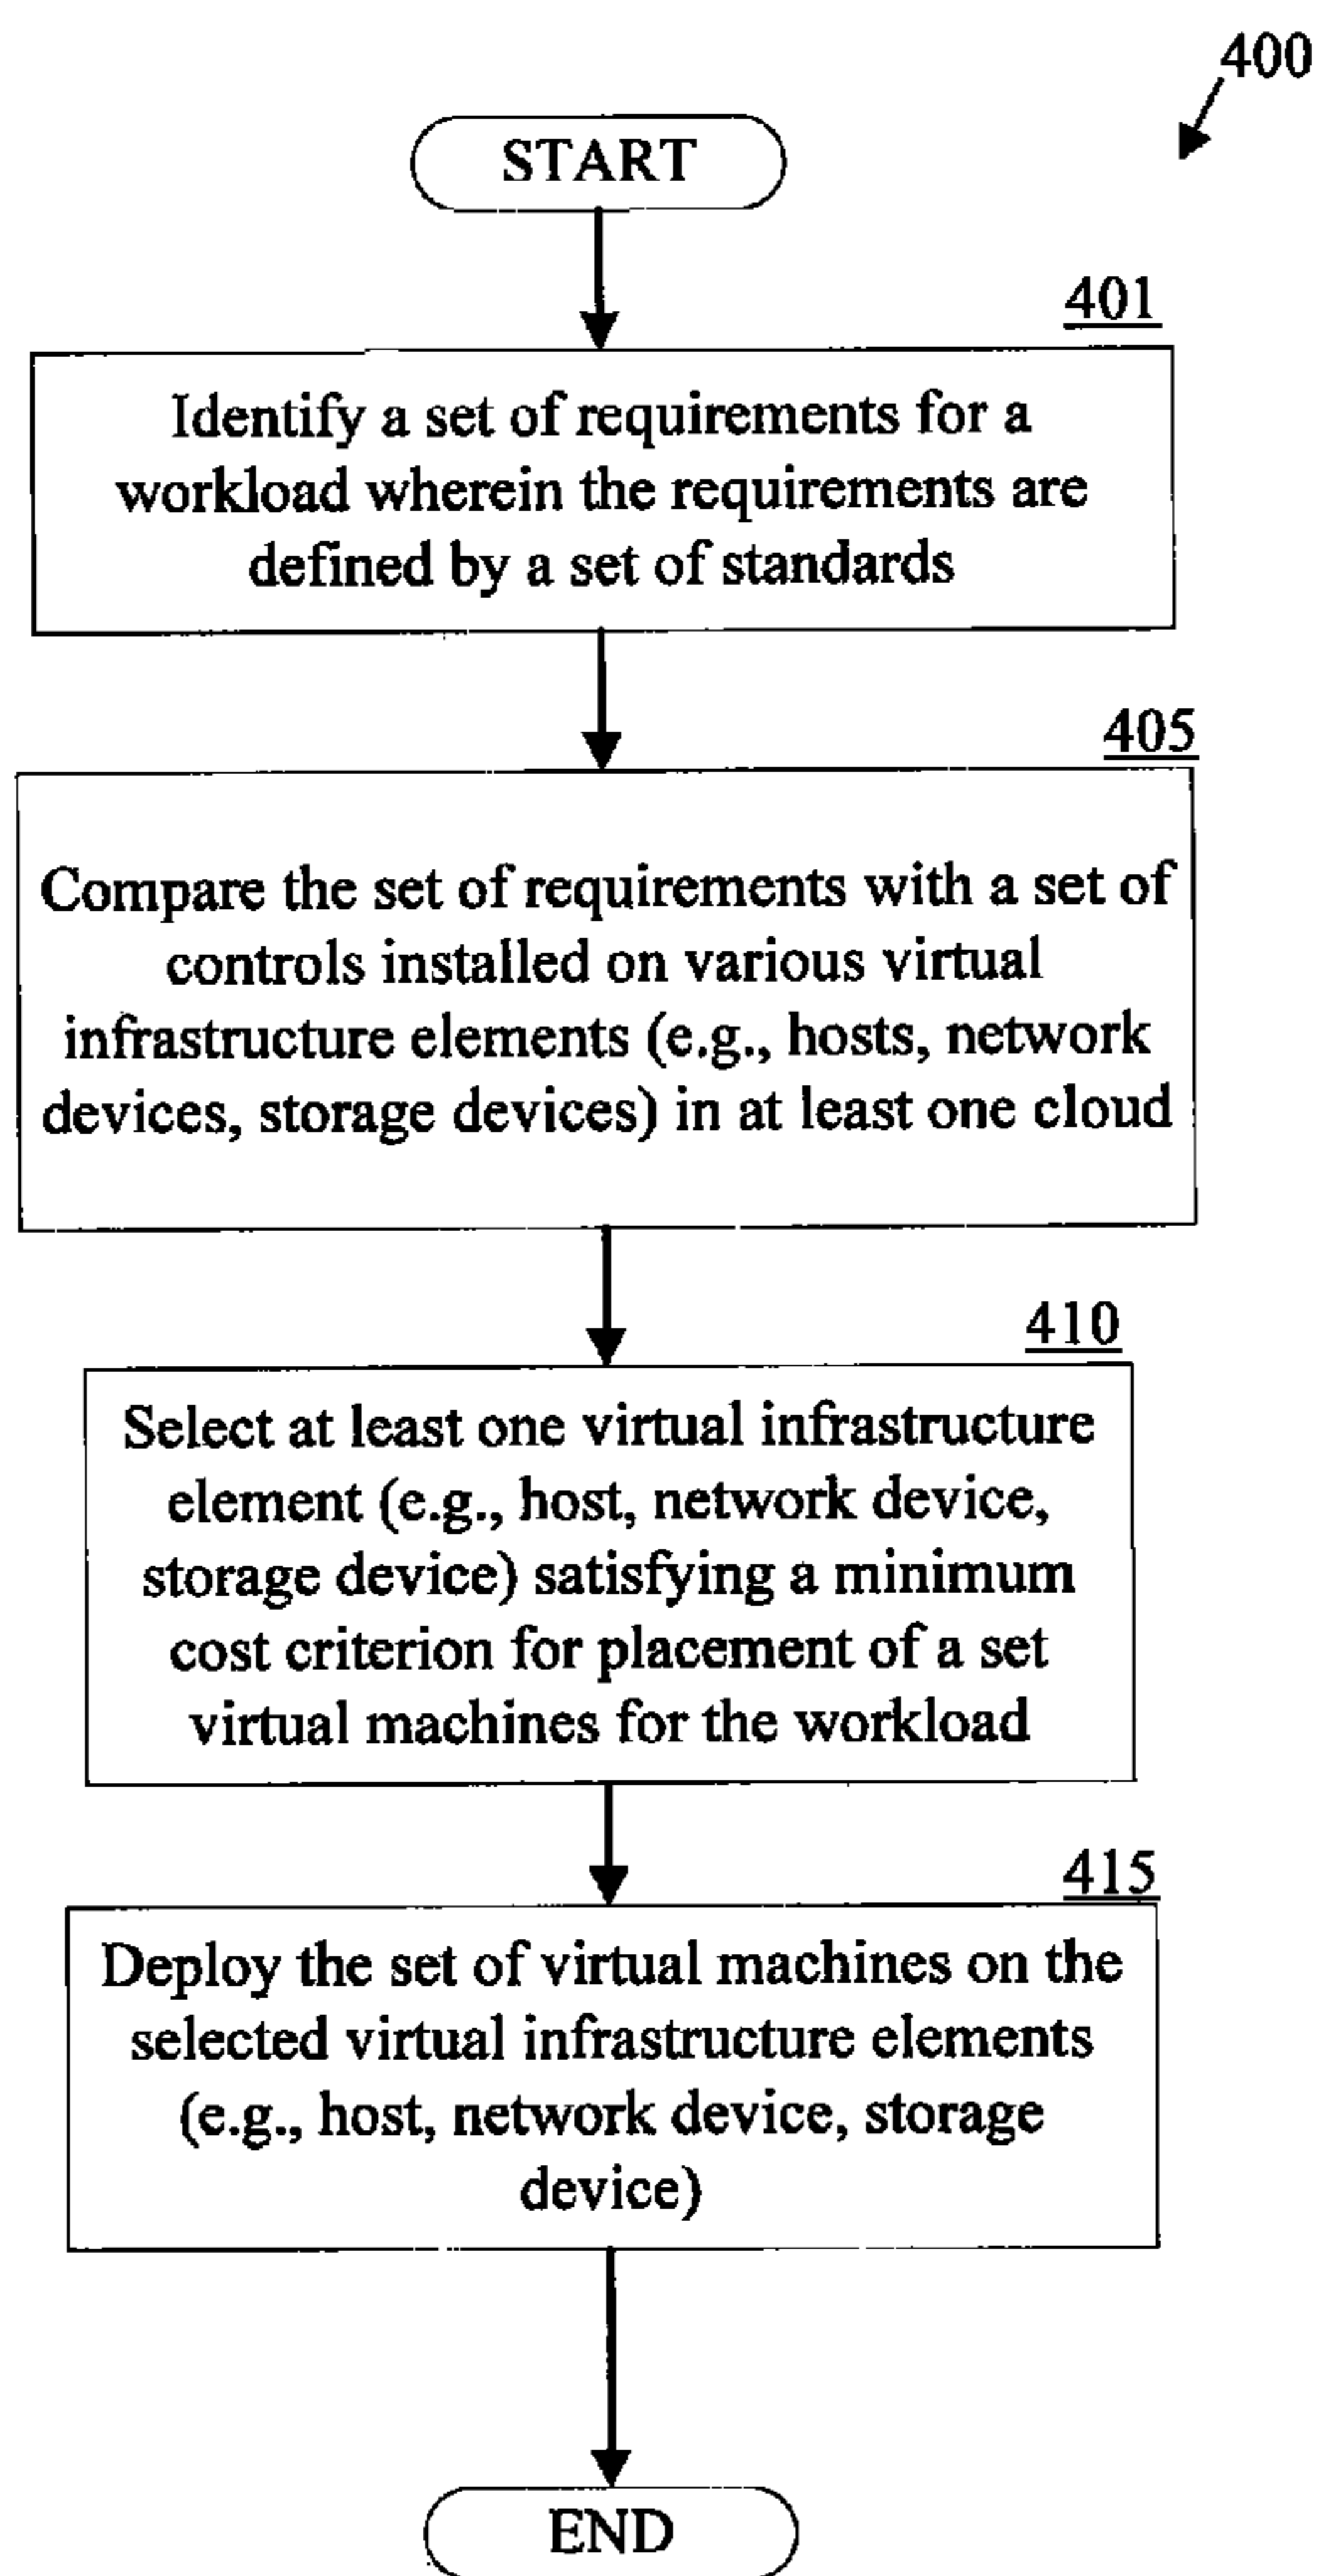 400
START
401
Identify a set of requirements for a
workload wherein the requirements are
defined by a set of standards
405
Compare the set of requirements with a set of
controls installed on various virtual
infrastructure elements (e.g., hosts, network
devices, storage devices) in at least one cloud
410
Select at least one virtual infrastructure
element (e.g., host, network device,
storage device) satisfying a minimum
cost criterion for placement of a set
virtual machines for the workload
415
Deploy the set of virtual machines on the
selected virtual infrastructure elements
(e.g., host, network device, storage
device)
END